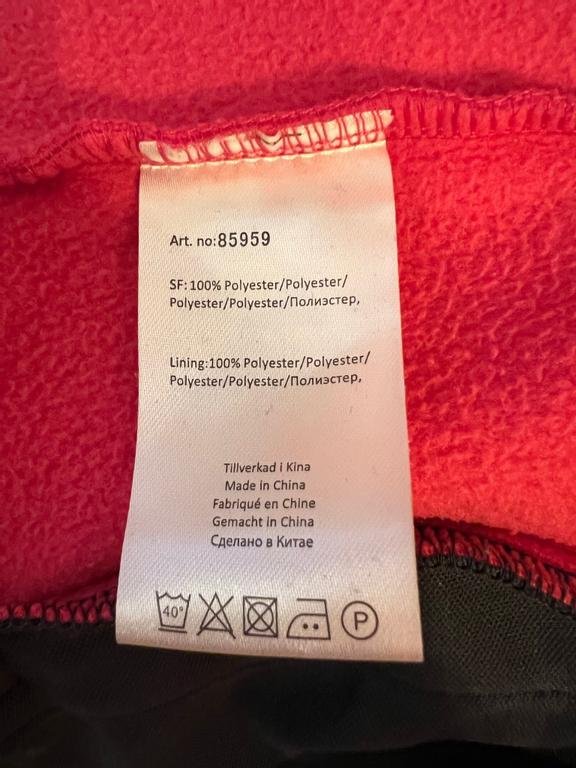 Art. no:85959
SF: 100% Polyester/Polyester/
Polyester/Polyester/Полиэстер,
Lining:100% Polyester/Polyester/
Polyester/Polyester/Полиэстер,
Tillverkad i Kina
Made in China
Fabriqué en Chine
Gemacht in China
Сделано в Китае
40° P